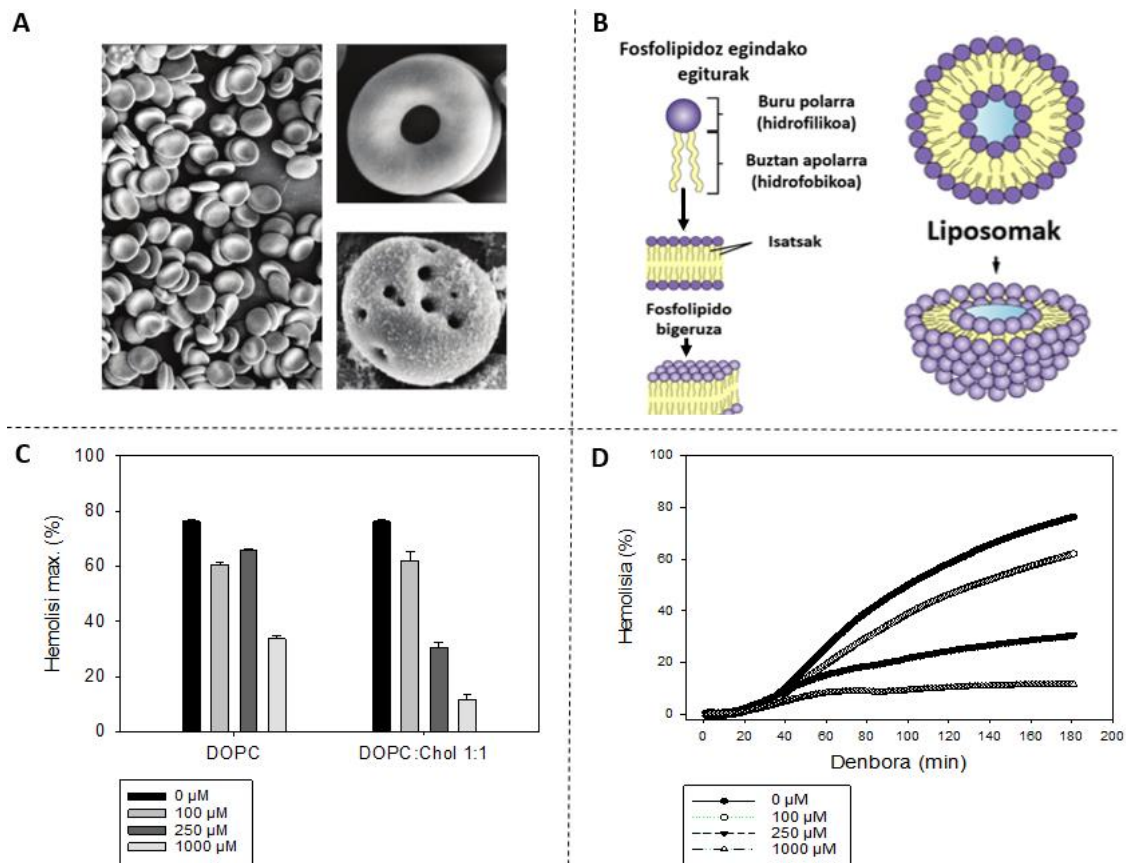 A
B
Fosfolipidoz egindako
egiturak
Buru polarra
(hidrofilikoa)
Buztan apolarra
(hidrofobikoa)
Isatsak
Fosfolipido
bigeruza
Liposomak
C
Hemolisi max. (%)
100
80
60
40
20
0
DOPC
DOPC:Chol 1:1
0 µM
100 µM
250 µM
1000 µM
D
Hemolisia (%)
100
80
60
40
20
0
0 20 40 60 80 100 120 140 160 180 200
Denbora (min)
0 µM
100 µM
250 µM
1000 µM